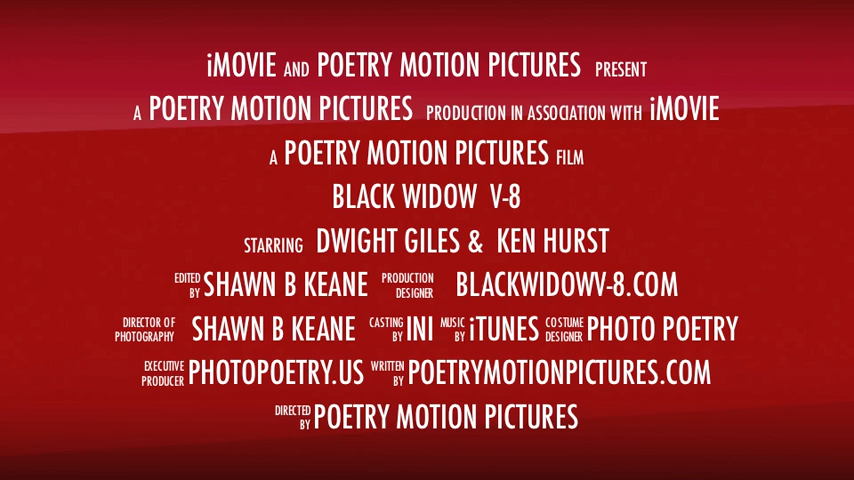 iMOVIE AND POETRY MOTION PICTURES PRESENT
A POETRY MOTION PICTURES PRODUCTION IN ASSOCIATION WITH iMOVIE
A POETRY MOTION PICTURES FILM
BLACK WIDOW V-8
STARRING DWIGHT GILES & KEN HURST
EDITED BY SHAWN B KEANE PRODUCTION DESIGNER BLACKWIDOWV-8.COM
DIRECTOR OF PHOTOGRAPHY SHAWN B KEANE CASTING BY INI MUSIC BY iTUNES COSTUME DESIGNER PHOTO POETRY
EXECUTIVE PRODUCER PHOTOPOETRY.US WRITTEN BY POETRYMOTIONPICTURES.COM
DIRECTED BY POETRY MOTION PICTURES